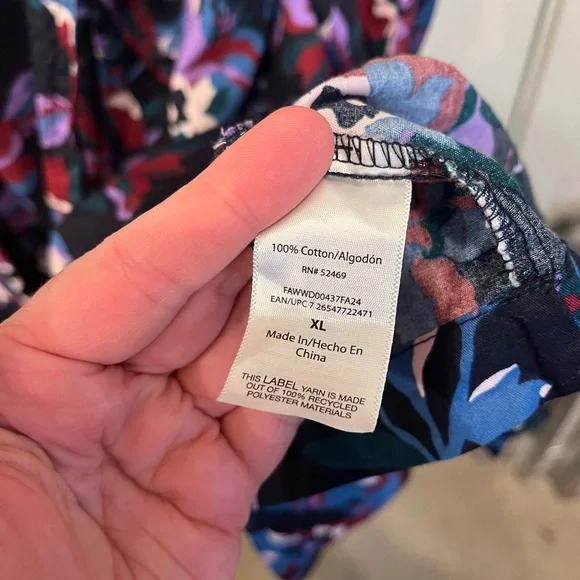 100% Cotton/Algodón
RN# 52469
FAWWD00437FA24
EAN/UPC 7 26547722471
XL
Made In/Hecho En
China
THIS LABEL YARN IS MADE
OUT OF 100% RECYCLED
POLYESTER MATERIALS